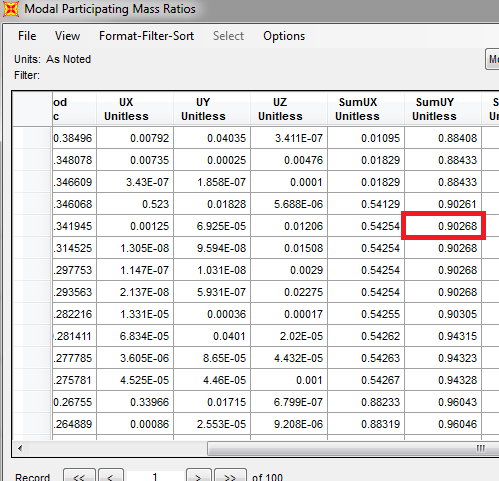 Modal Participating Mass Ratios
File View Format-Filter-Sort Select Options
Units: As Noted
Filter:
od UX UY UZ SumUX SumUY
c Unitless Unitless Unitless Unitless Unitless
0.38496 0.00792 0.04035 3.411E-07 0.01095 0.88408
.348078 0.00735 0.00025 0.00476 0.01829 0.88433
.346609 3.43E-07 1.858E-07 0.0001 0.01829 0.88433
.346068 0.523 0.01828 5.688E-06 0.54129 0.90261
.341945 0.00125 6.925E-05 0.01206 0.54254 0.90268
.314525 1.305E-08 9.594E-08 0.01508 0.54254 0.90268
.297753 1.147E-07 1.031E-08 0.0029 0.54254 0.90268
.293563 2.137E-08 5.931E-07 0.02275 0.54254 0.90268
.282216 1.331E-05 0.00036 0.00017 0.54255 0.90305
.281411 6.834E-05 0.0401 2.02E-05 0.54262 0.94315
.277785 3.605E-06 8.65E-05 4.432E-05 0.54263 0.94323
.275781 4.525E-05 4.46E-05 0.001 0.54267 0.94328
0.26755 0.33966 0.01715 6.799E-07 0.88233 0.96043
.264889 0.00086 2.553E-05 9.208E-06 0.88319 0.96046
Record << < 1 > >> of 100